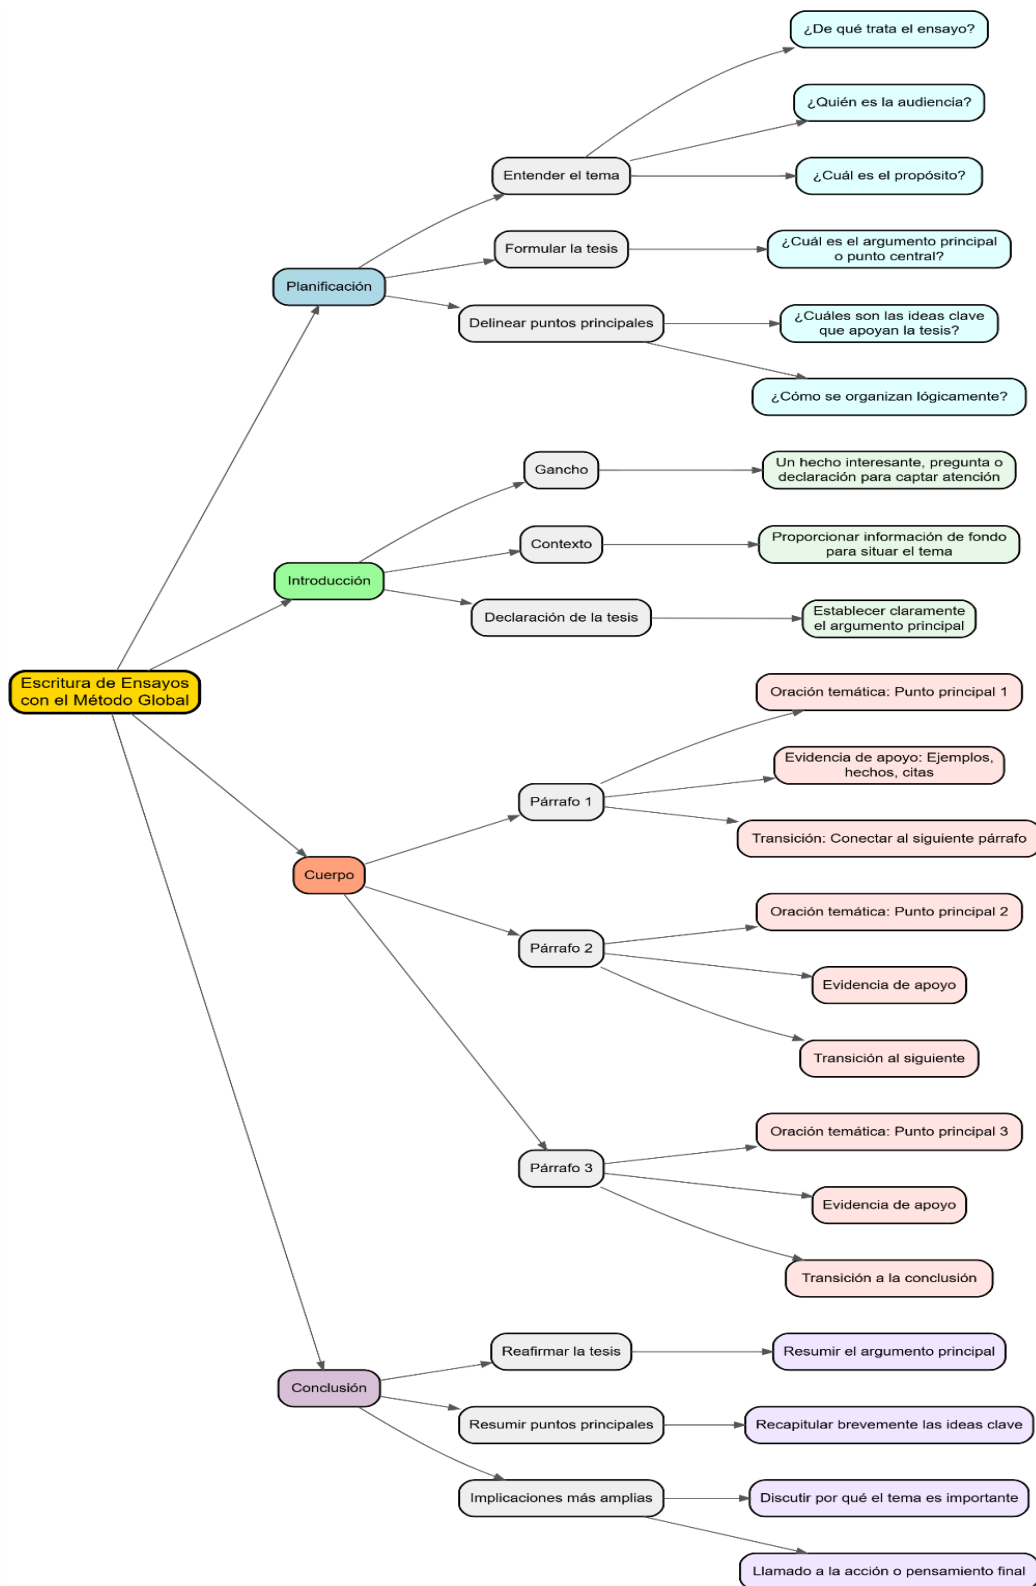 Escritura de Ensayos
con el Método Global
Planificación
Entender el tema
¿De qué trata el ensayo?
¿Quién es la audiencia?
¿Cuál es el propósito?
Formular la tesis
¿Cuál es el argumento principal
o punto central?
Delinear puntos principales
¿Cuáles son las ideas clave
que apoyan la tesis?
¿Cómo se organizan lógicamente?
Introducción
Gancho
Un hecho interesante, pregunta o
declaración para captar atención
Contexto
Proporcionar información de fondo
para situar el tema
Declaración de la tesis
Establecer claramente
el argumento principal
Cuerpo
Párrafo 1
Oración temática: Punto principal 1
Evidencia de apoyo: Ejemplos,
hechos, citas
Transición: Conectar al siguiente párrafo
Párrafo 2
Oración temática: Punto principal 2
Evidencia de apoyo
Transición al siguiente
Párrafo 3
Oración temática: Punto principal 3
Evidencia de apoyo
Transición a la conclusión
Conclusión
Reafirmar la tesis
Resumir el argumento principal
Resumir puntos principales
Recapitular brevemente las ideas clave
Implicaciones más amplias
Discutir por qué el tema es importante
Llamado a la acción o pensamiento final